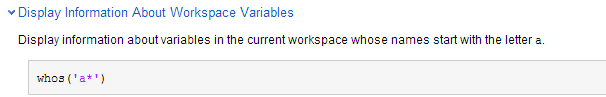 Display Information About Workspace Variables
Display information about variables in the current workspace whose names start with the letter a.
whos('a*')